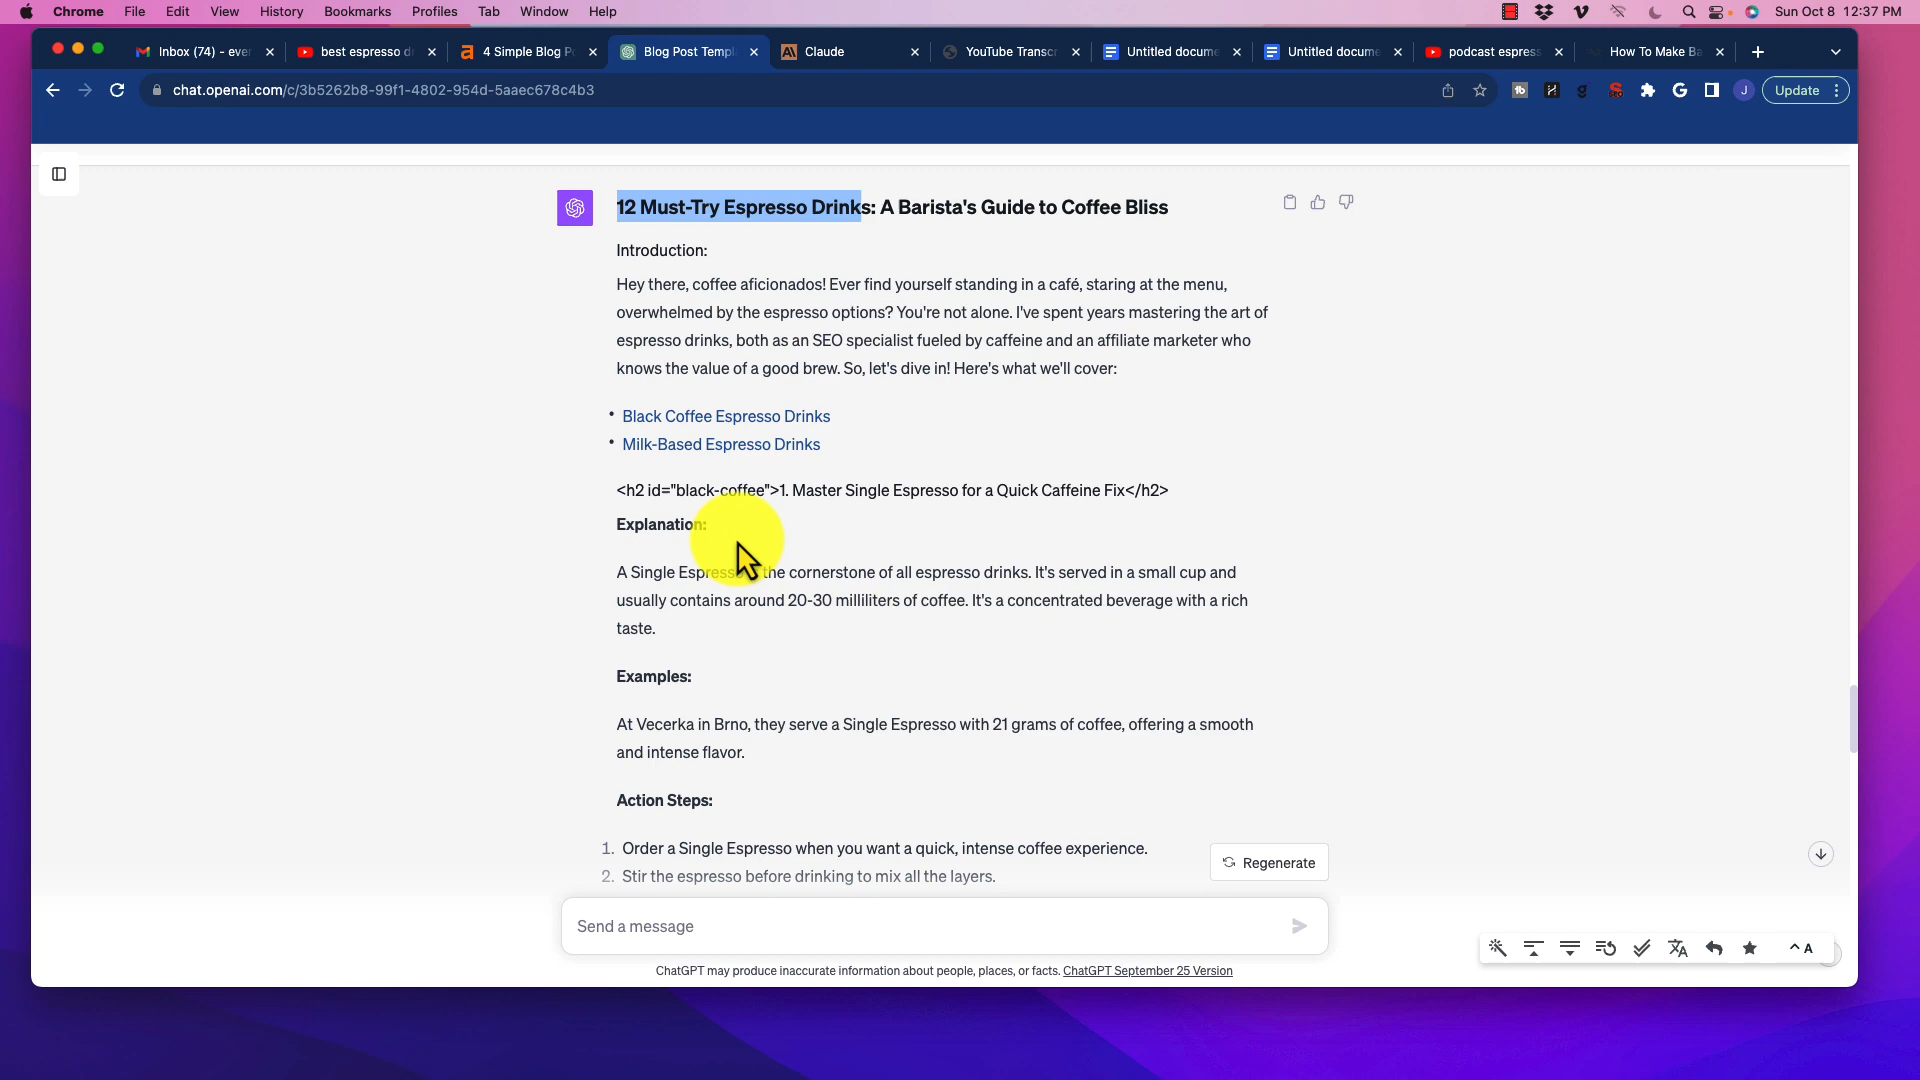 Chrome File Edit View History Bookmarks Profiles Tab Window Help Sun Oct 8 12:37 PM
Inbox (74) - eve best espresso d 4 Simple Blog P Blog Post Templ Claude YouTube Transcr Untitled docume Untitled docume podcast espress How To Make Ba
chat.openai.com/c/3b5262b8-99f1-4802-954d-5aaec678c4b3 tb J Update
12 Must-Try Espresso Drinks: A Barista's Guide to Coffee Bliss
Introduction:
Hey there, coffee aficionados! Ever find yourself standing in a café, staring at the menu,
overwhelmed by the espresso options? You're not alone. I've spent years mastering the art of
espresso drinks, both as an SEO specialist fueled by caffeine and an affiliate marketer who
knows the value of a good brew. So, let's dive in! Here's what we'll cover:
• Black Coffee Espresso Drinks
• Milk-Based Espresso Drinks
<h2 id="black-coffee">1. Master Single Espresso for a Quick Caffeine Fix</h2>
Explanation:
A Single Espresso the cornerstone of all espresso drinks. It's served in a small cup and
usually contains around 20-30 milliliters of coffee. It's a concentrated beverage with a rich
taste.
Examples:
At Vecerka in Brno, they serve a Single Espresso with 21 grams of coffee, offering a smooth
and intense flavor.
Action Steps:
1. Order a Single Espresso when you want a quick, intense coffee experience.
2. Stir the espresso before drinking to mix all the layers.
Regenerate
Send a message
ChatGPT may produce inaccurate information about people, places, or facts. ChatGPT September 25 Version
A